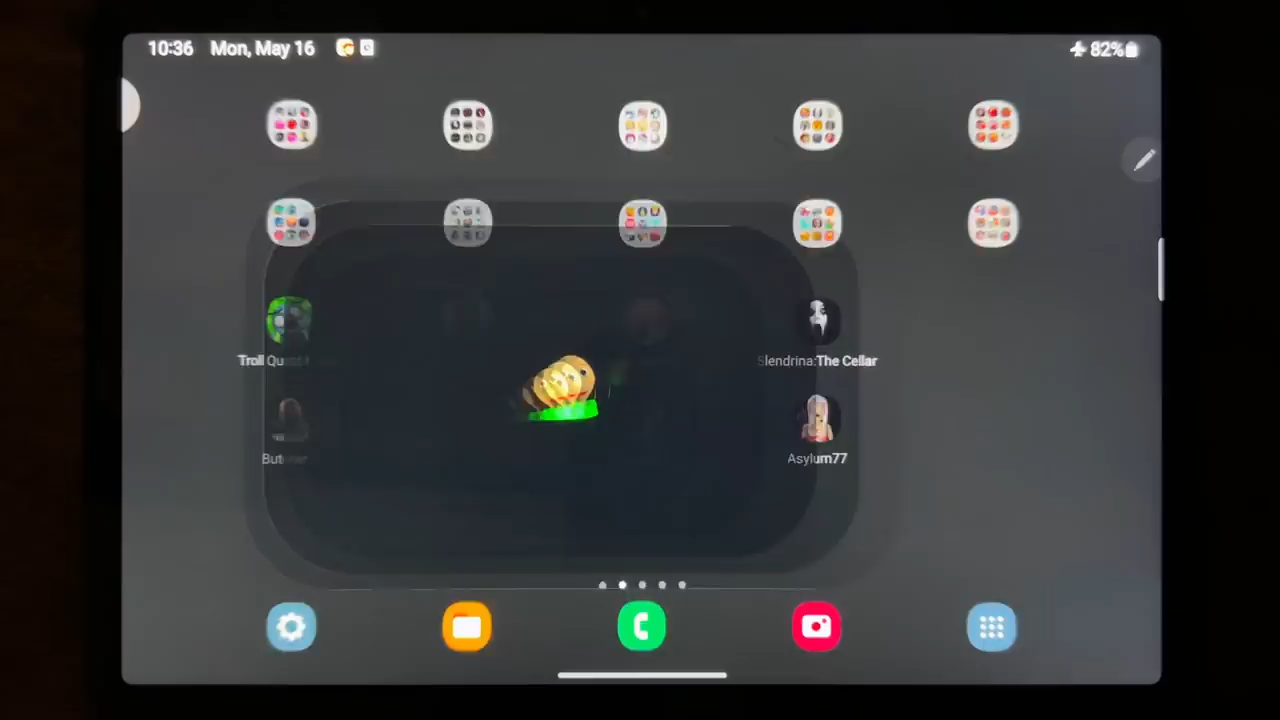 10:36 Mon, May 16 82%
Troll Quest
Slendrina:The Cellar
Asylum77